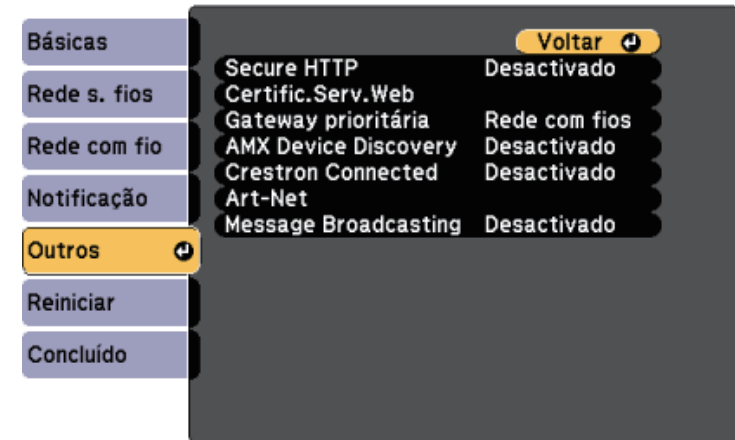 Básicas
Rede s. fios
Rede com fio
Notificação
Outros
Reiniciar
Concluído
Voltar
Secure HTTP Desactivado
Certific.Serv.Web
Gateway prioritária Rede com fios
AMX Device Discovery Desactivado
Crestron Connected Desactivado
Art-Net
Message Broadcasting Desactivado